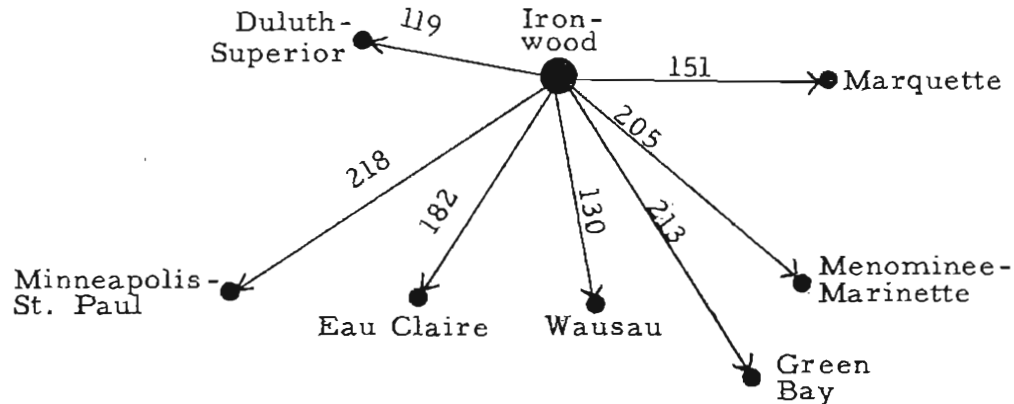 Duluth-
Superior
119
Iron-
wood
151
Marquette
205
218
182
130
213
Minneapolis-
St. Paul
Eau Claire
Wausau
Menominee-
Marinette
Green
Bay